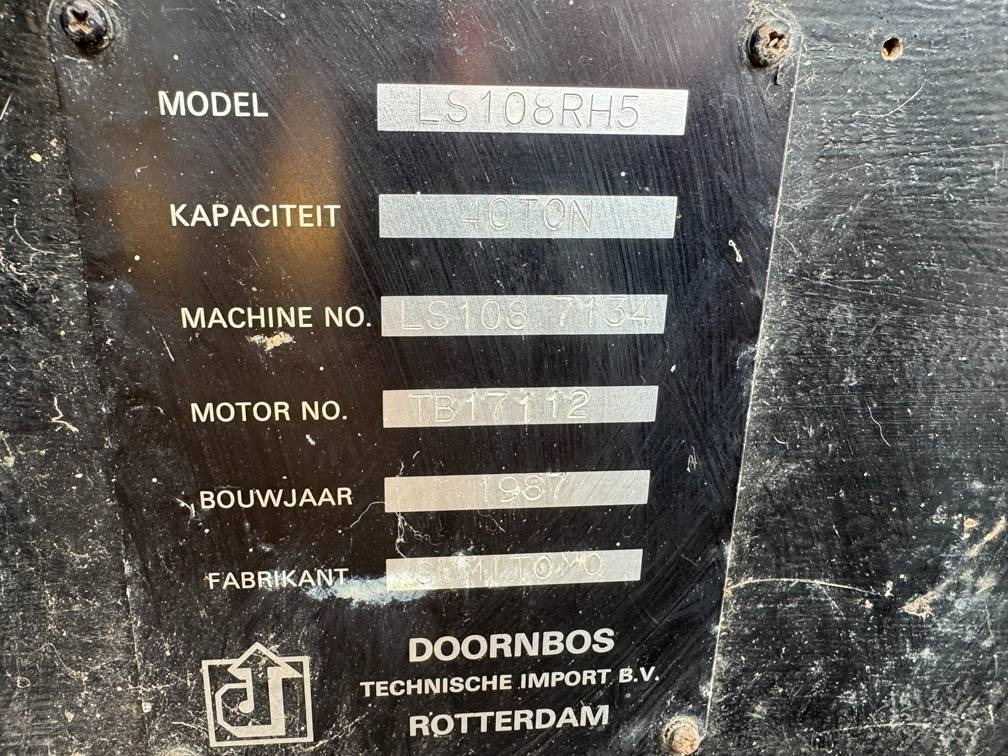 MODEL LS108RH5
KAPACITEIT 40TON
MACHINE NO. LS108 7134
MOTOR NO. TB17112
BOUWJAAR 1987
FABRIKANT SUMITOMO
DOORNBOS
TECHNISCHE IMPORT B.V.
ROTTERDAM